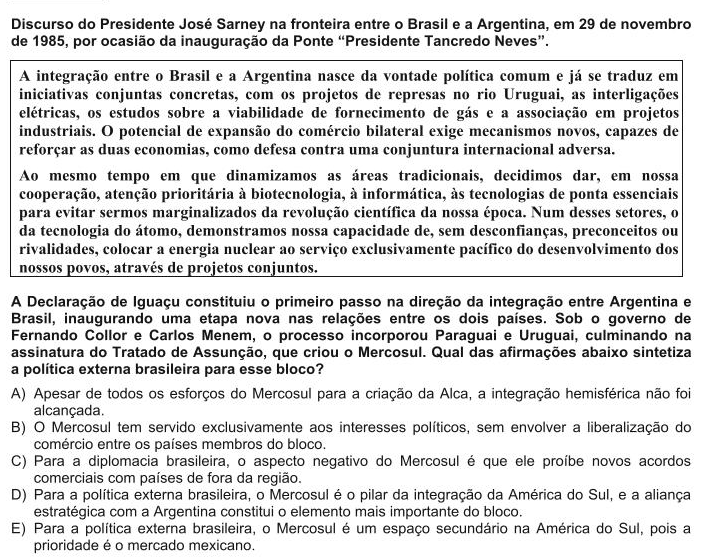 Discurso do Presidente José Sarney na fronteira entre o Brasil e a Argentina, em 29 de novembro
de 1985, por ocasião da inauguração da Ponte “Presidente Tancredo Neves”.
A integração entre o Brasil e a Argentina nasce da vontade política comum e já se traduz em
iniciativas conjuntas concretas, com os projetos de represas no rio Uruguai, as interligações
elétricas, os estudos sobre a viabilidade de fornecimento de gás e a associação em projetos
industriais. O potencial de expansão do comércio bilateral exige mecanismos novos, capazes de
reforçar as duas economias, como defesa contra uma conjuntura internacional adversa.
Ao mesmo tempo em que dinamizamos as áreas tradicionais, decidimos dar, em nossa
cooperação, atenção prioritária à biotecnologia, à informática, às tecnologias de ponta essenciais
para evitar sermos marginalizados da revolução científica da nossa época. Num desses setores, o
da tecnologia do átomo, demonstramos nossa capacidade de, sem desconfianças, preconceitos ou
rivalidades, colocar a energia nuclear ao serviço exclusivamente pacífico do desenvolvimento dos
nossos povos, através de projetos conjuntos.
A Declaração de Iguaçu constituiu o primeiro passo na direção da integração entre Argentina e
Brasil, inaugurando uma etapa nova nas relações entre os dois países. Sob o governo de
Fernando Collor e Carlos Menem, o processo incorporou Paraguai e Uruguai, culminando na
assinatura do Tratado de Assunção, que criou o Mercosul. Qual das afirmações abaixo sintetiza
a política externa brasileira para esse bloco?
A) Apesar de todos os esforços do Mercosul para a criação da Alca, a integração hemisférica não foi
alcançada.
B) O Mercosul tem servido exclusivamente aos interesses políticos, sem envolver a liberalização do
comércio entre os países membros do bloco.
C) Para a diplomacia brasileira, o aspecto negativo do Mercosul é que ele proíbe novos acordos
comerciais com países de fora da região.
D) Para a política externa brasileira, o Mercosul é o pilar da integração da América do Sul, e a aliança
estratégica com a Argentina constitui o elemento mais importante do bloco.
E) Para a política externa brasileira, o Mercosul é um espaço secundário na América do Sul, pois a
prioridade é o mercado mexicano.